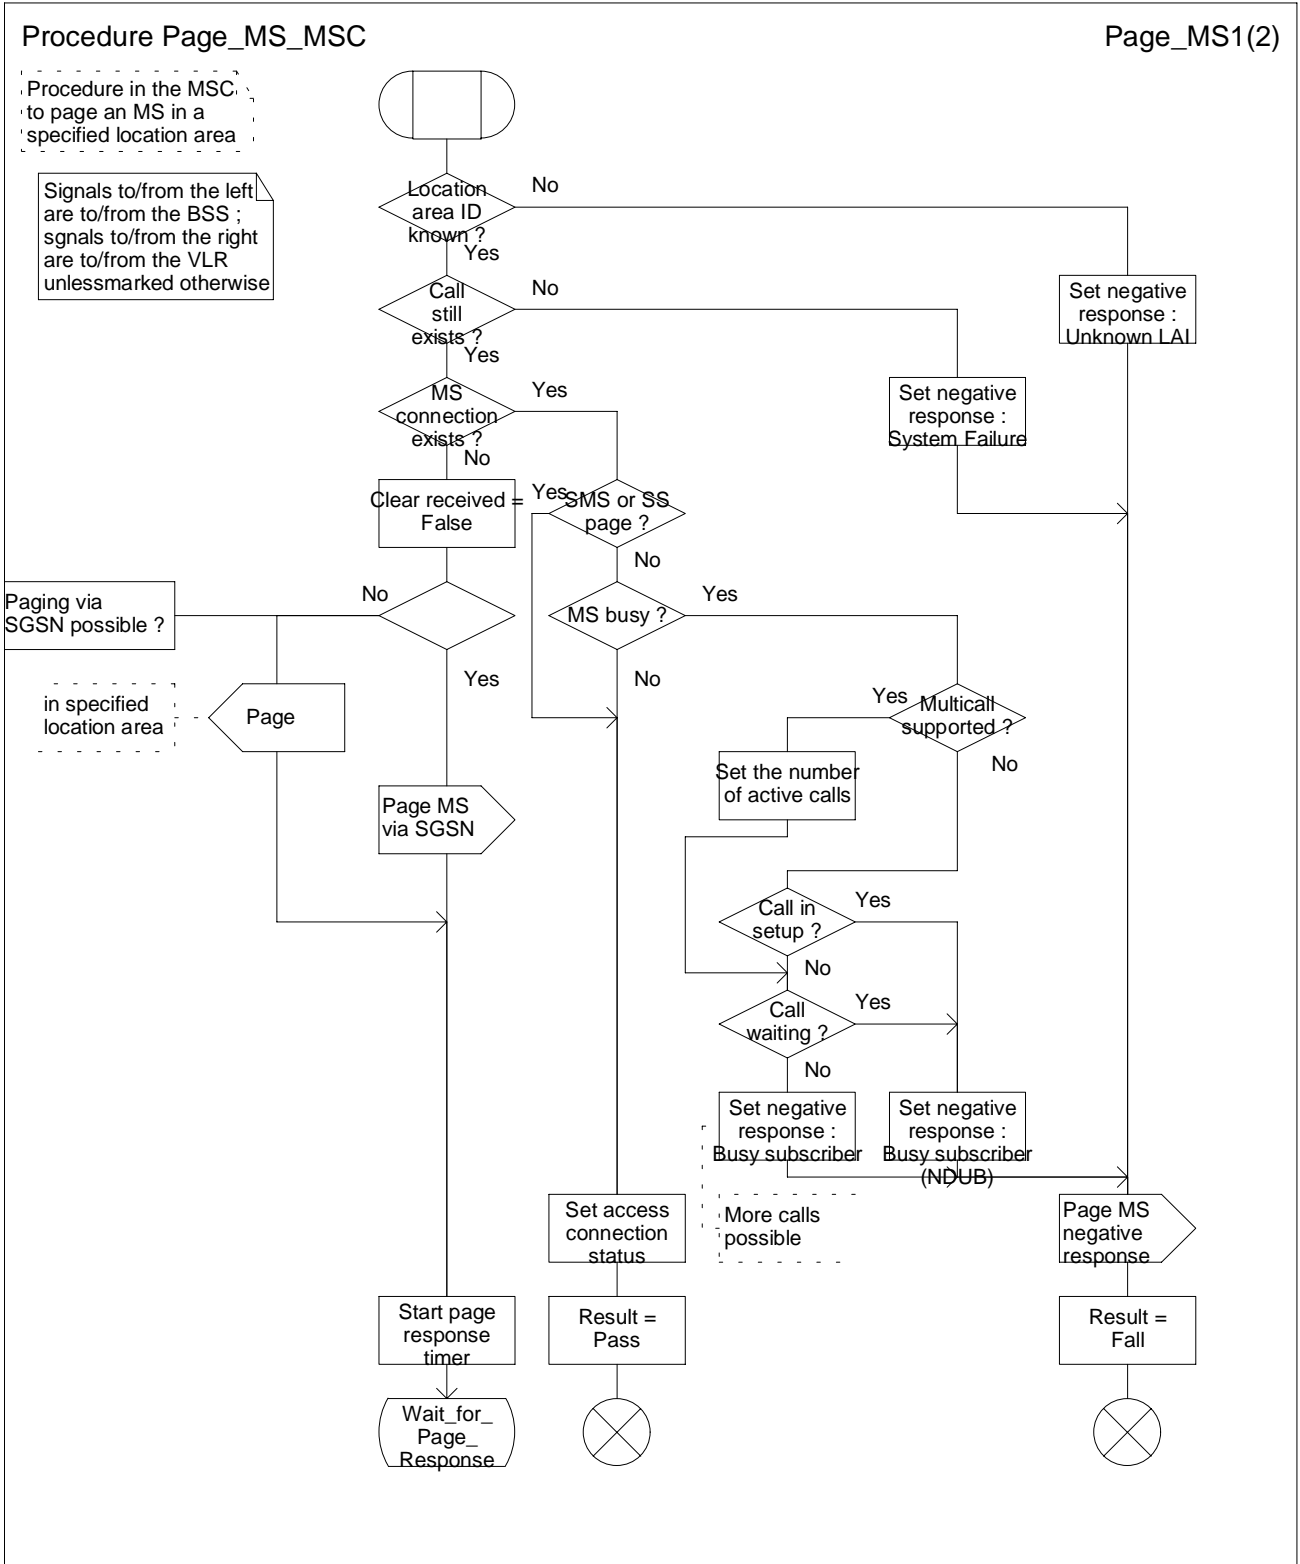 Procedure Page_MS_MSC
Page_MS1(2)
Procedure in the MSC
to page an MS in a
specified location area
Signals to/from the left
are to/from the BSS ;
sgnals to/from the right
are to/from the VLR
unlessmarked otherwise
Location
area ID
known ?
No
Yes
Call
still
exists ?
No
Yes
Set negative
response :
Unknown LAI
MS
connection
exists ?
Yes
No
Set negative
response :
System Failure
Clear received =
False
Yes
SMS or SS
page ?
No
Paging via
SGSN possible ?
No
Yes
MS busy ?
Yes
No
in specified
location area
Page
Yes
Multicall
supported ?
No
Set the number
of active calls
Page MS
via SGSN
Call in
setup ?
Yes
No
Call
waiting ?
Yes
No
Set negative
response :
Busy subscriber
Set negative
response :
Busy subscriber
(NDUB)
More calls
possible
Set access
connection
status
Page MS
negative
response
Start page
response
timer
Result =
Pass
Result =
Fall
Wait_for_
Page_
Response